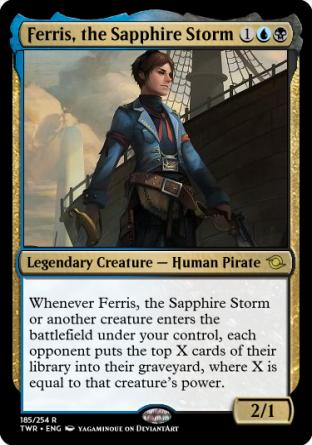 Ferris, the Sapphire Storm 1
Legendary Creature — Human Pirate
Whenever Ferris, the Sapphire Storm
or another creature enters the
battlefield under your control, each
opponent puts the top X cards of their
library into their graveyard, where X is
equal to that creature's power.
2/1
185/254 R
TWR • ENG YAGAMINOUE ON DEVIANTART